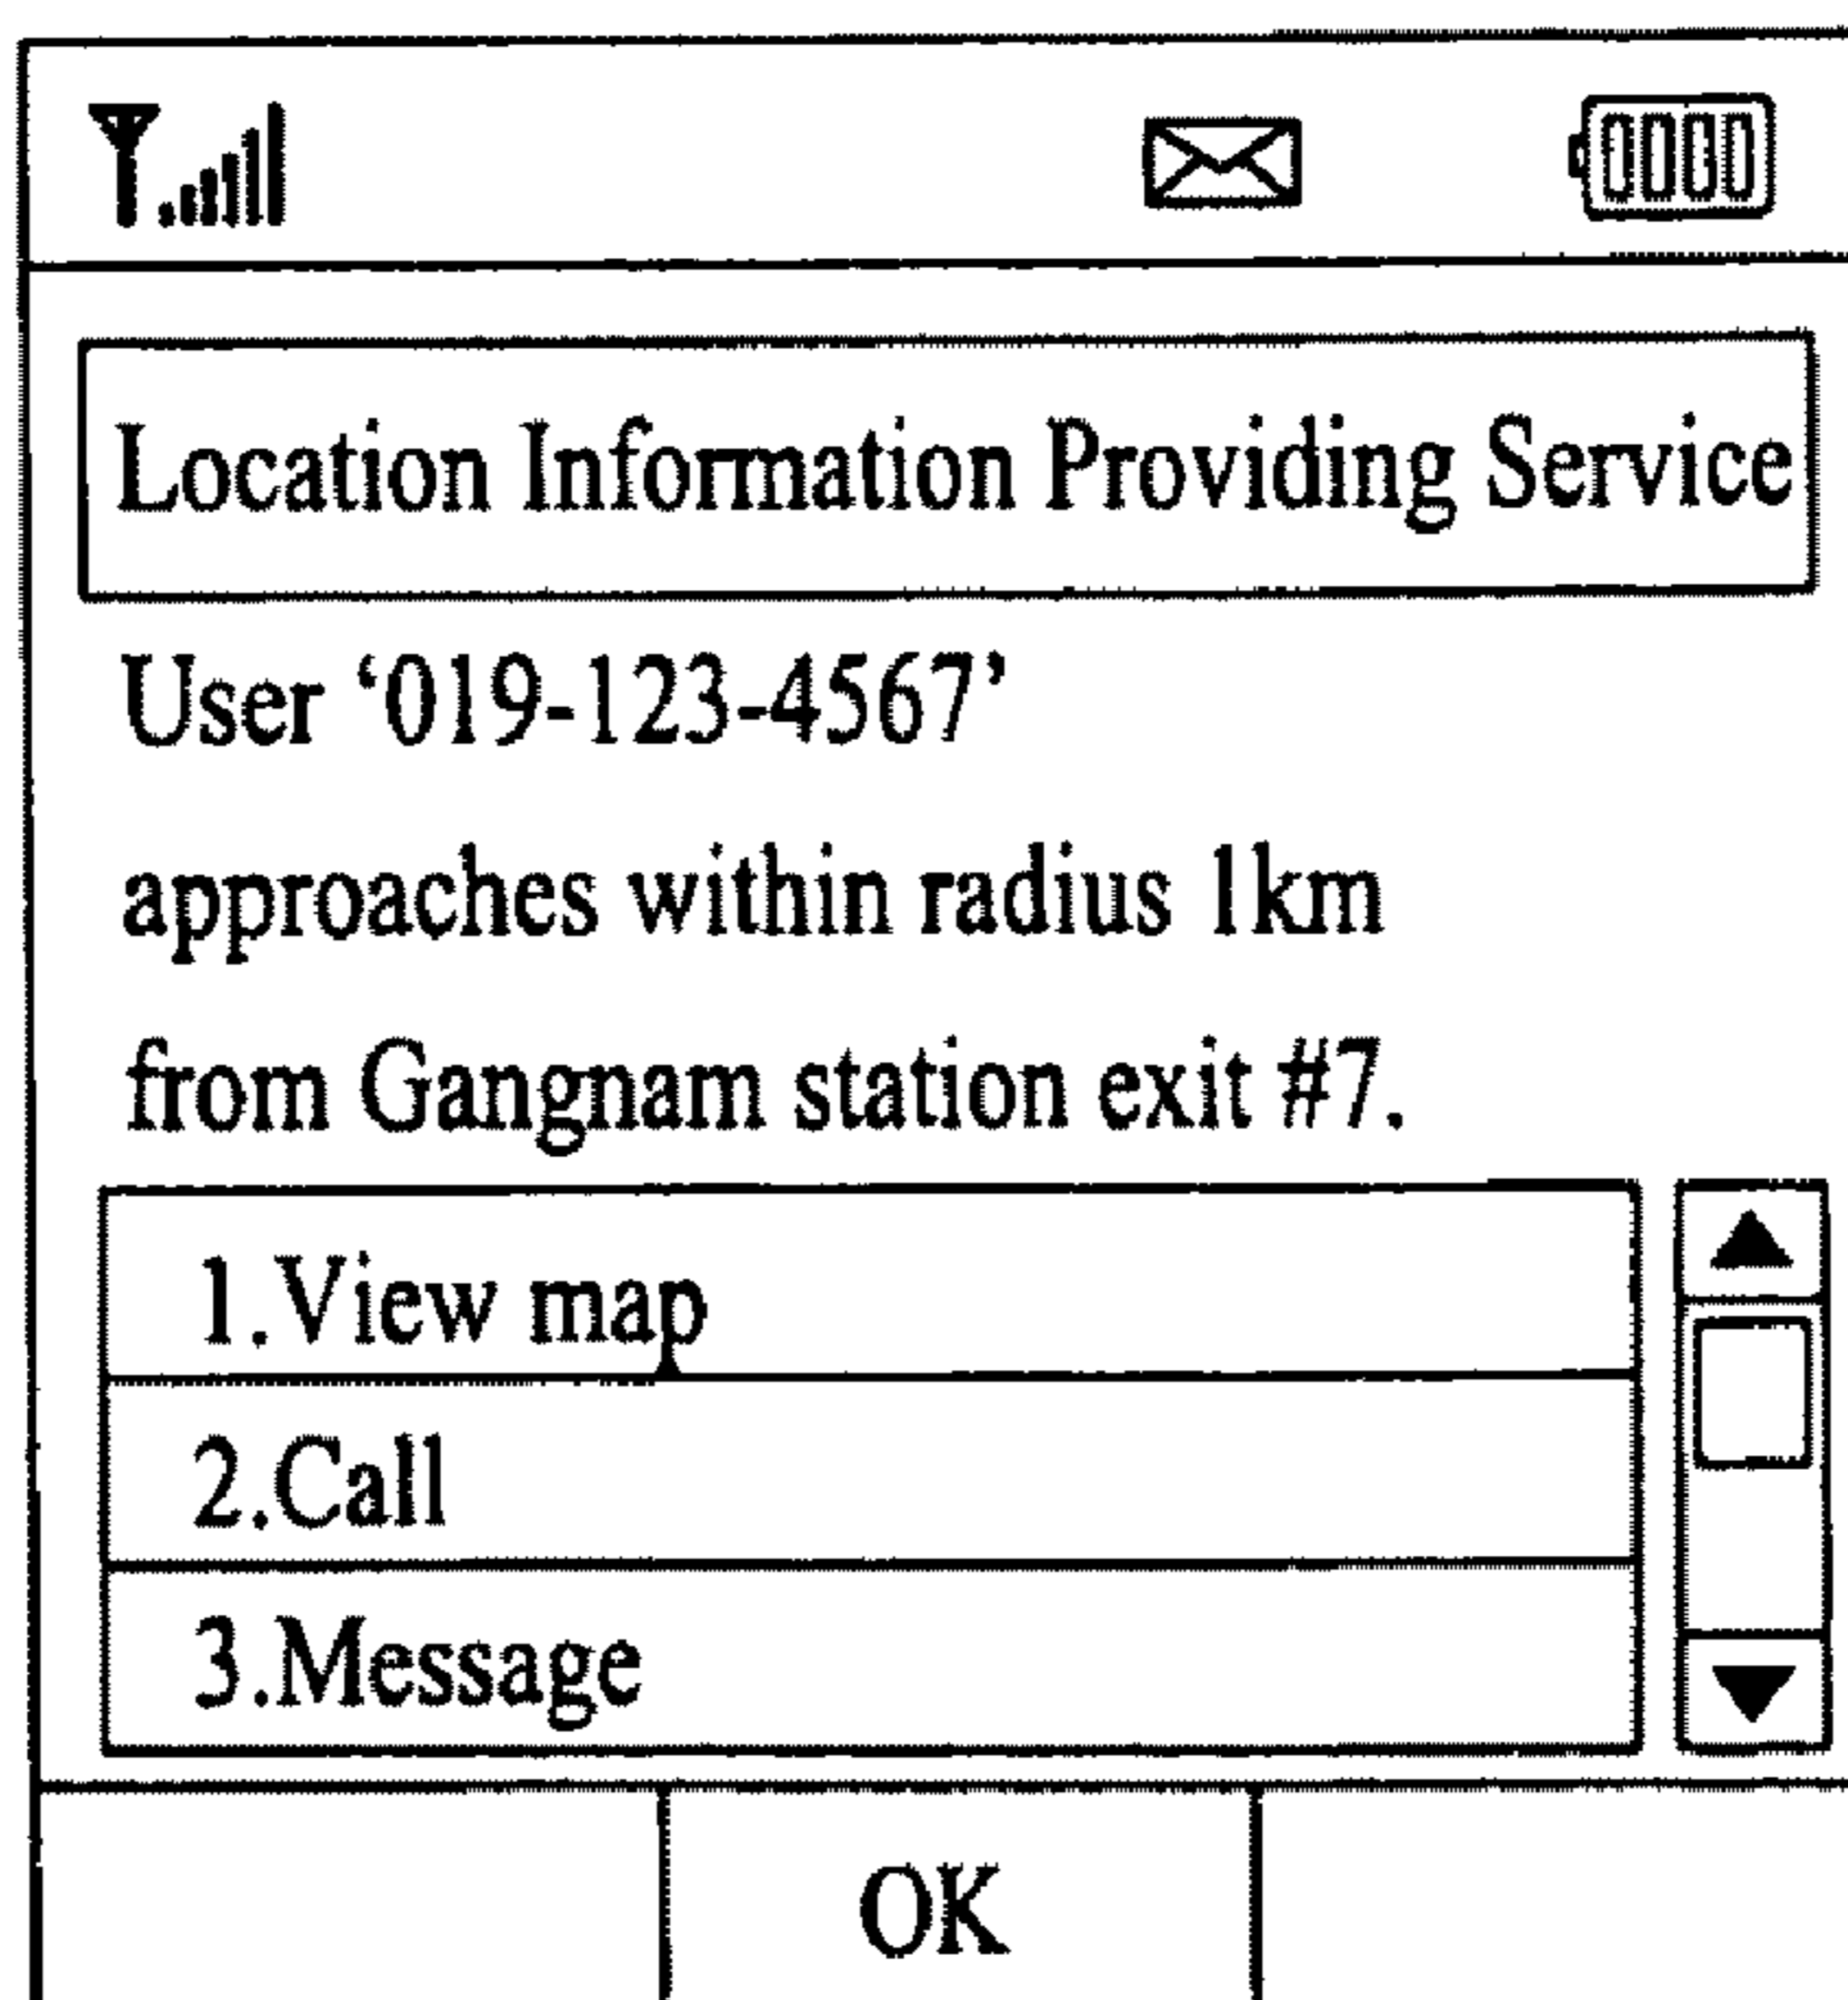 Location Information Providing Service
User ‘019-123-4567’
approaches within radius 1km
from Gangnam station exit #7.
1.View map
2.Call
3.Message
OK